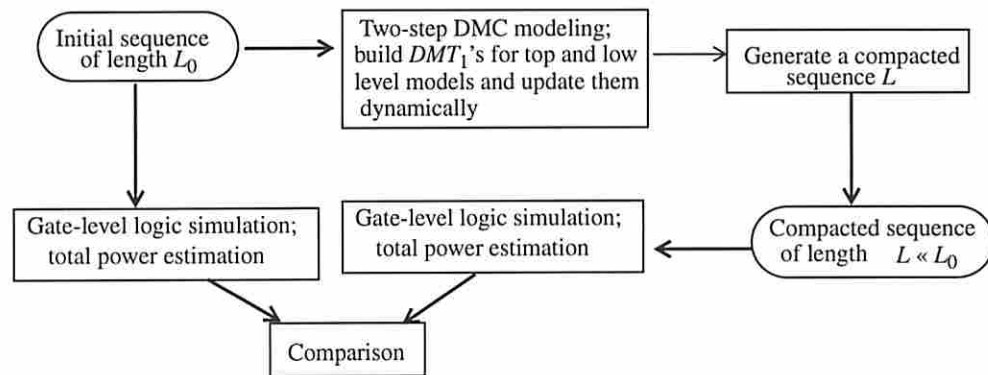 Initial sequence
of length L0
Two-step DMC modeling;
build DMT1's for top and low
level models and update them
dynamically
Generate a compacted
sequence L
Gate-level logic simulation;
total power estimation
Gate-level logic simulation;
total power estimation
Compacted sequence
of length L « L0
Comparison